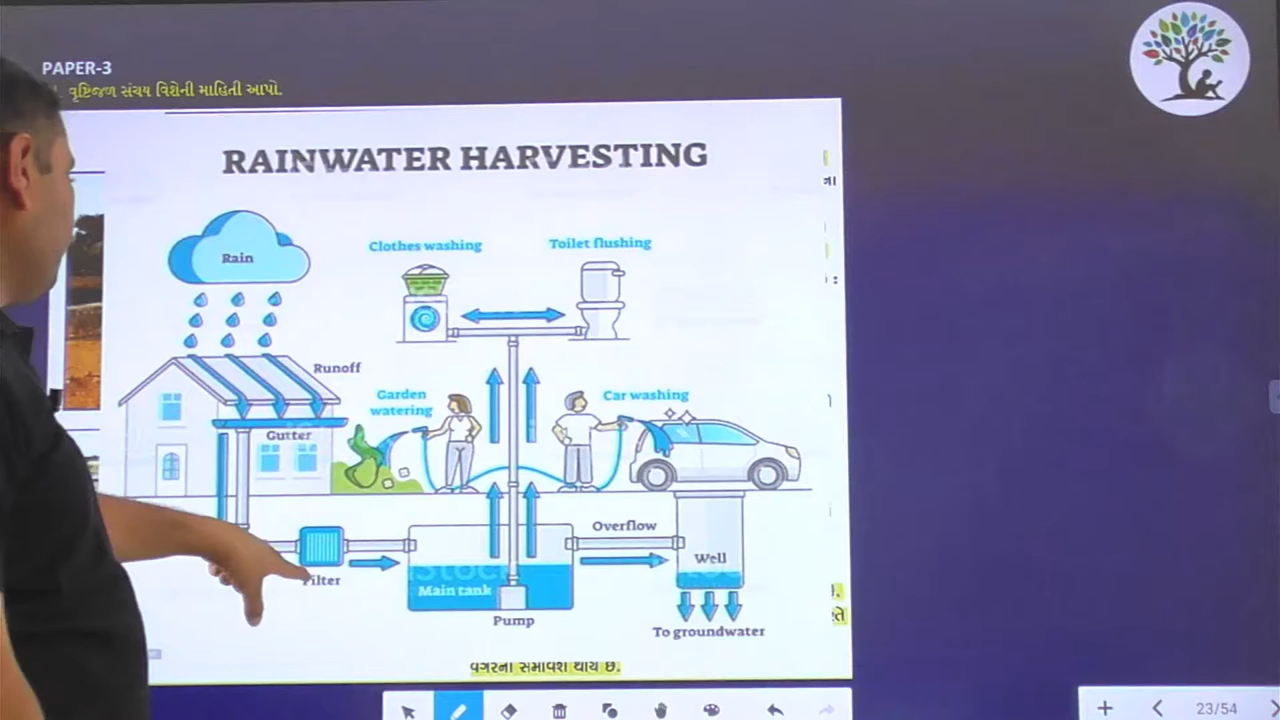 PAPER-3
વૃષ્ટિજળ સંચય વિશેની માહિતી આપો.
RAINWATER HARVESTING
Rain
Clothes washing
Toilet flushing
Runoff
Garden
watering
Car washing
Gutter
Overflow
Well
Filter
Main tank
Pump
To groundwater
વગેરેનો સમાવેશ થાય છે.
23/54